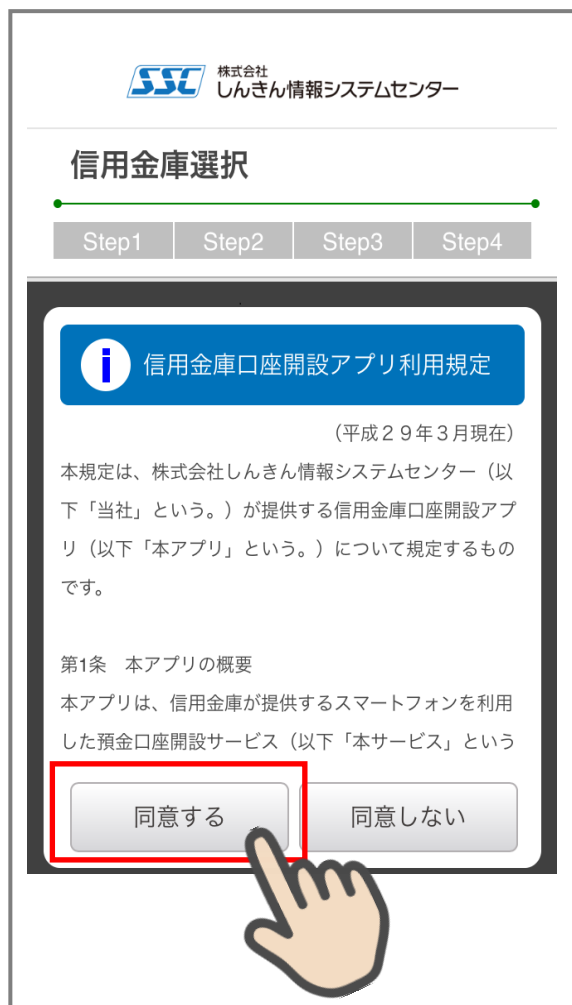 SSC 株式会社
しんきん情報システムセンター
信用金庫選択
Step1 Step2 Step3 Step4
i 信用金庫口座開設アプリ利用規定
(平成29年3月現在)
本規定は、株式会社しんきん情報システムセンター（以
下「当社」という。）が提供する信用金庫口座開設アプ
リ（以下「本アプリ」という。）について規定するもの
です。
第1条　本アプリの概要
本アプリは、信用金庫が提供するスマートフォンを利用
した預金口座開設サービス（以下「本サービス」という
同意する 同意しない